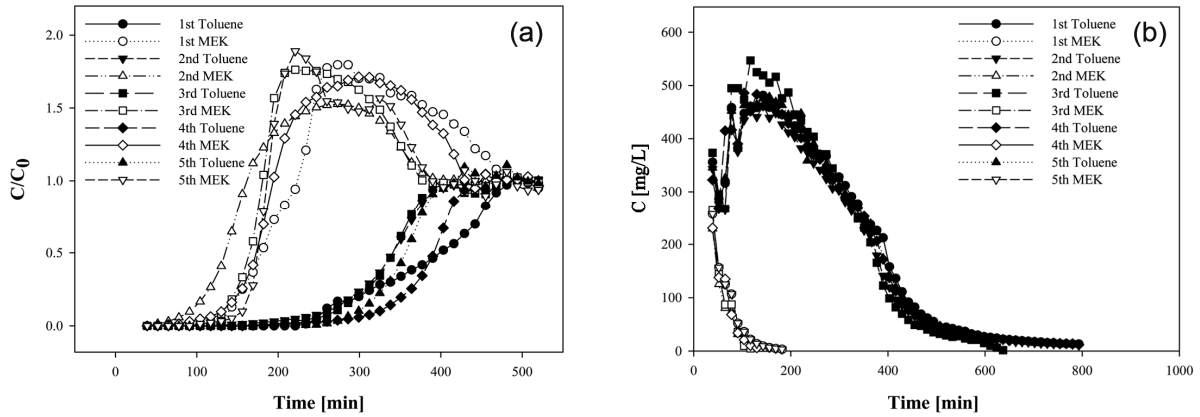 (a)
1st Toluene
1st MEK
2nd Toluene
2nd MEK
3rd Toluene
3rd MEK
4th Toluene
4th MEK
5th Toluene
5th MEK
C/C0
2.0
1.5
1.0
0.5
0.0
0 100 200 300 400 500
Time [min]
(b)
1st Toluene
1st MEK
2nd Toluene
2nd MEK
3rd Toluene
3rd MEK
4th Toluene
4th MEK
5th Toluene
5th MEK
C [mg/L]
600
500
400
300
200
100
0
0 200 400 600 800 1000
Time [min]